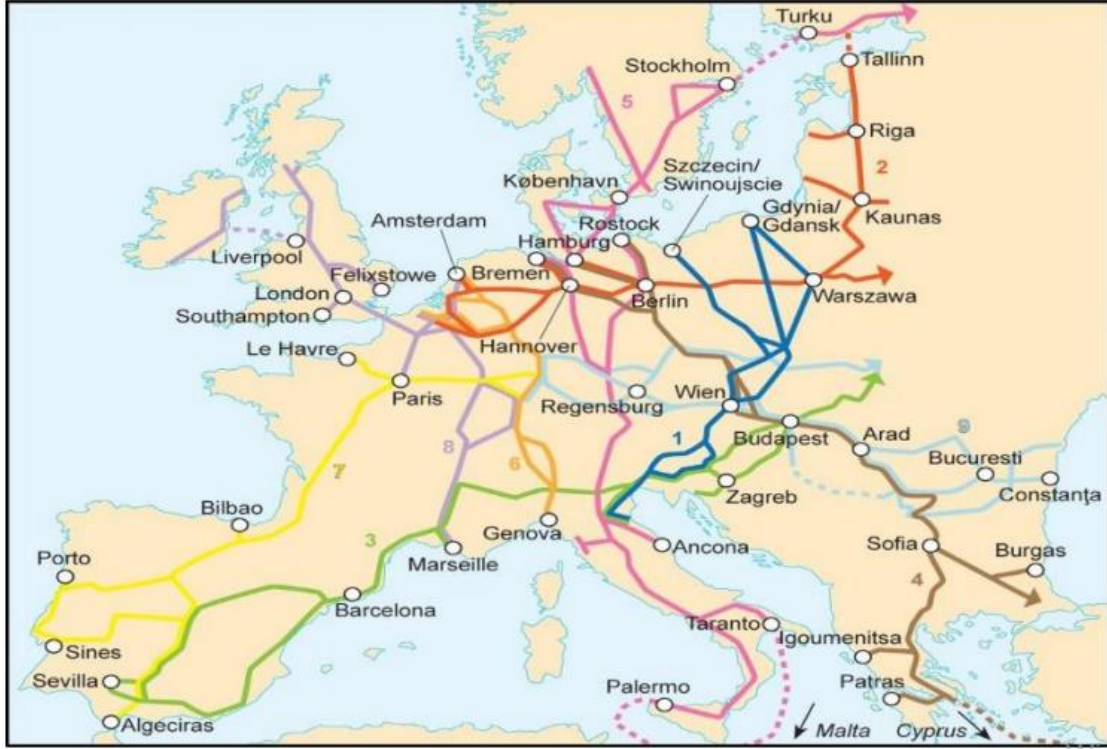 Turku
Tallinn
Stockholm
5
Riga
Szczecin/
Swinoujscie
2
København
Gdynia/
Gdansk
Kaunas
Amsterdam
Rostock
Hamburg
Liverpool
Bremen
Felixstowe
London
Berlin
Warszawa
Southampton
Hannover
Le Havre
Paris
Regensburg
Wien
1
Budapest
Arad
9
8
7
6
Bucuresti
Constanţa
Zagreb
Bilbao
Genova
3
Marseille
Ancona
Sofia
Burgas
Porto
4
Barcelona
Taranto
Igoumenitsa
Sines
Sevilla
Palermo
Patras
Algeciras
Malta
Cyprus